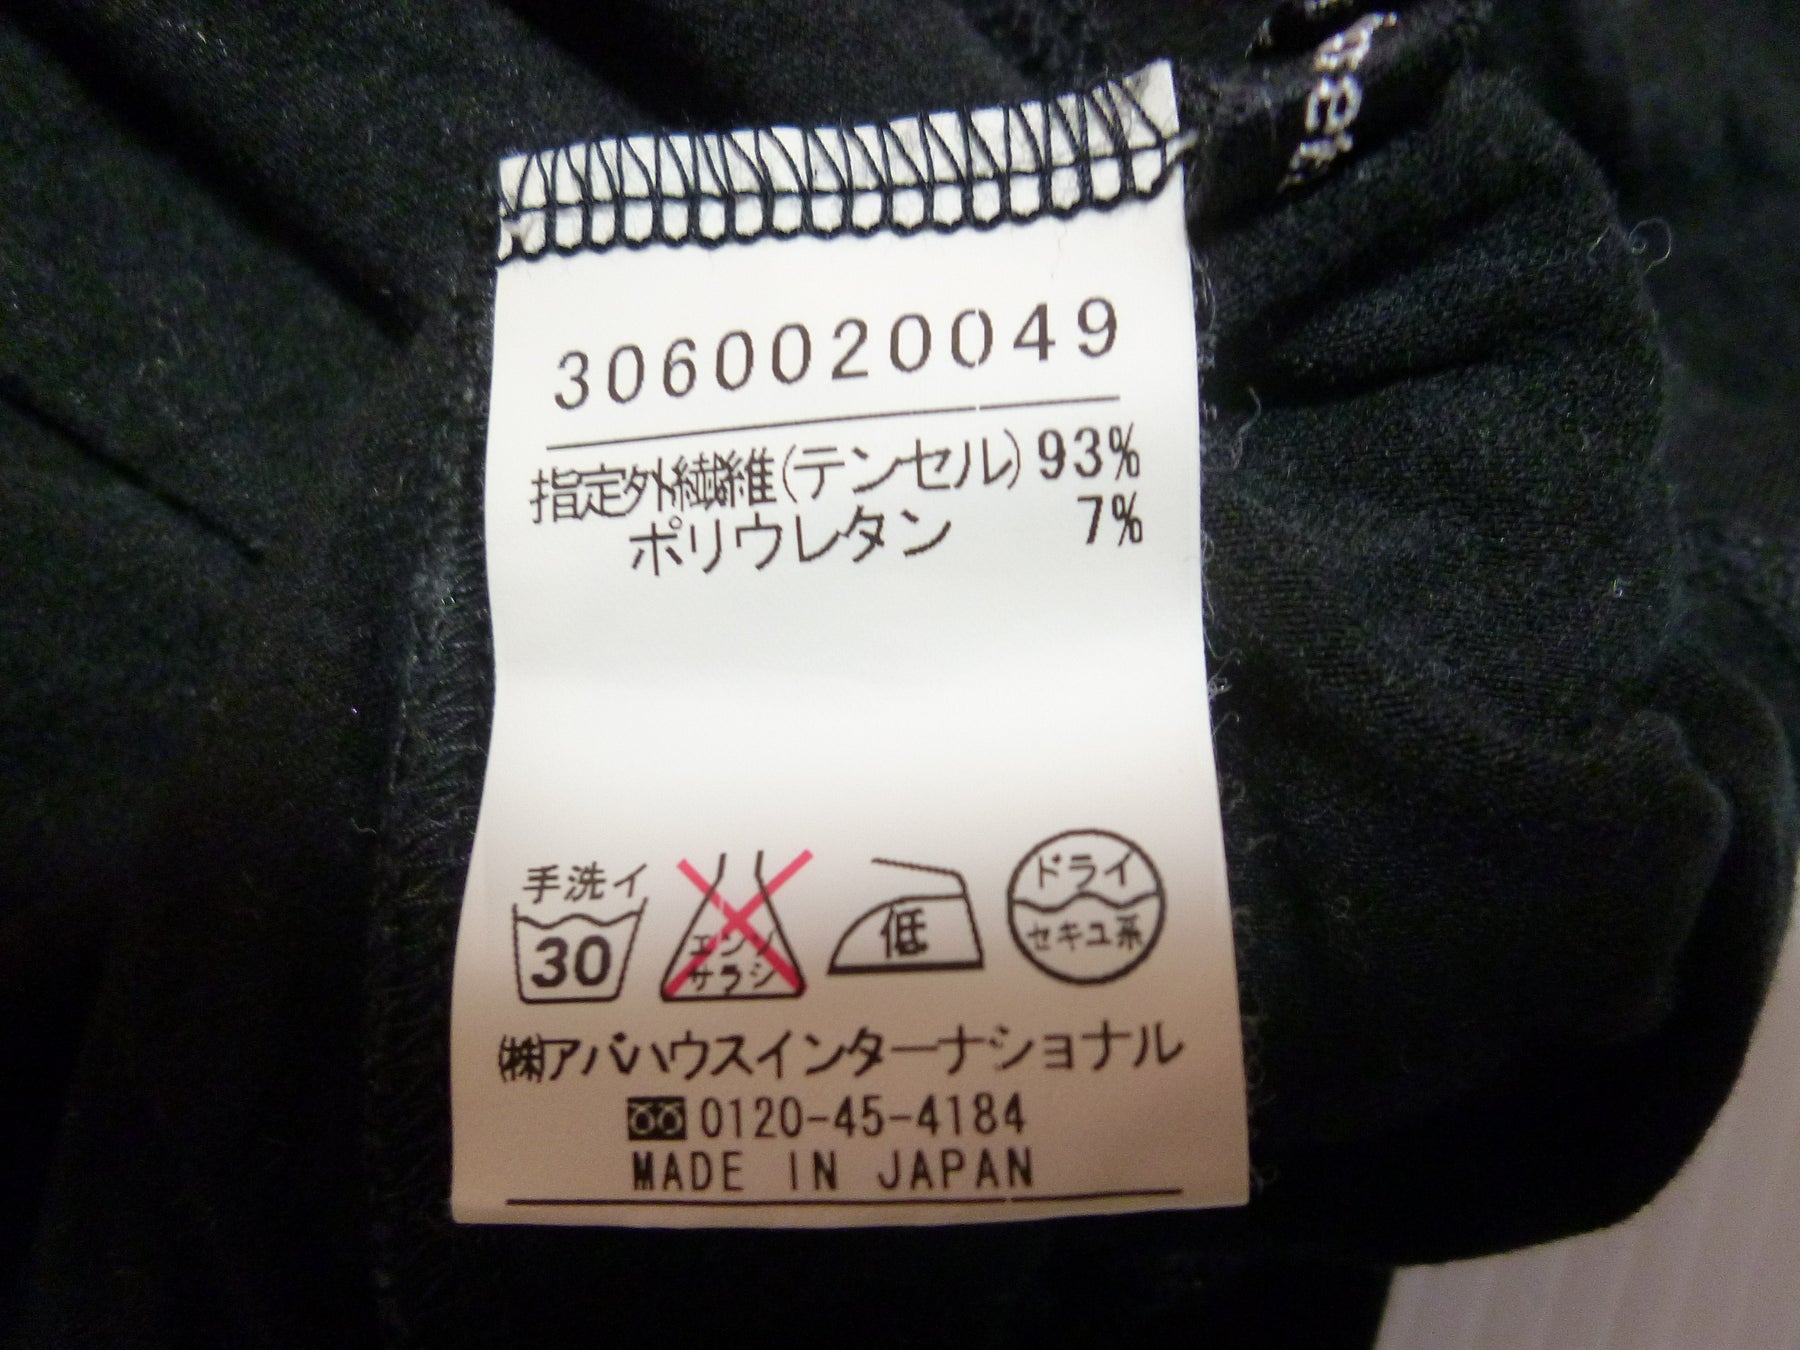 3060020049
指定外繊維(テンセル) 93%
ポリウレタン 7%
手洗イ
30
エンソ
サラシ
低
ドライ
セキユ系
㈱アバハウスインターナショナル
0120-45-4184
MADE IN JAPAN